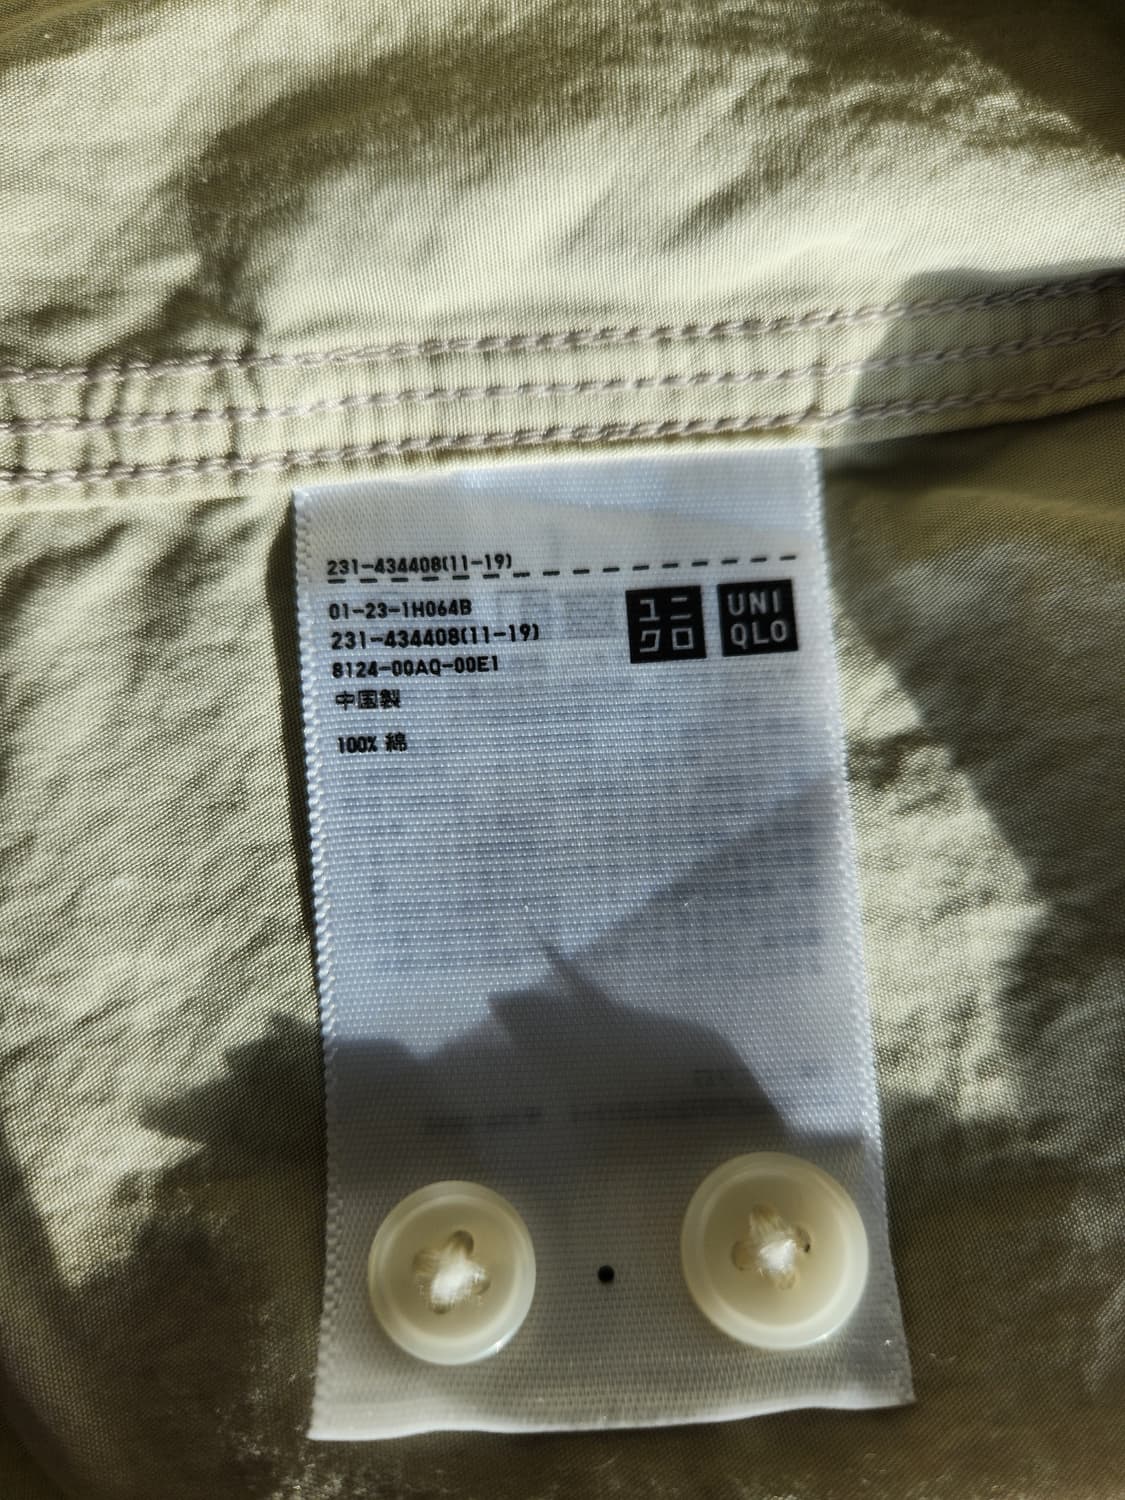 231-434408(11-19)
01-23-1H064B
231-434408(11-19)
8124-00AQ-00E1
中国製
100% 綿
ユニ
クロ
UNI
QLO